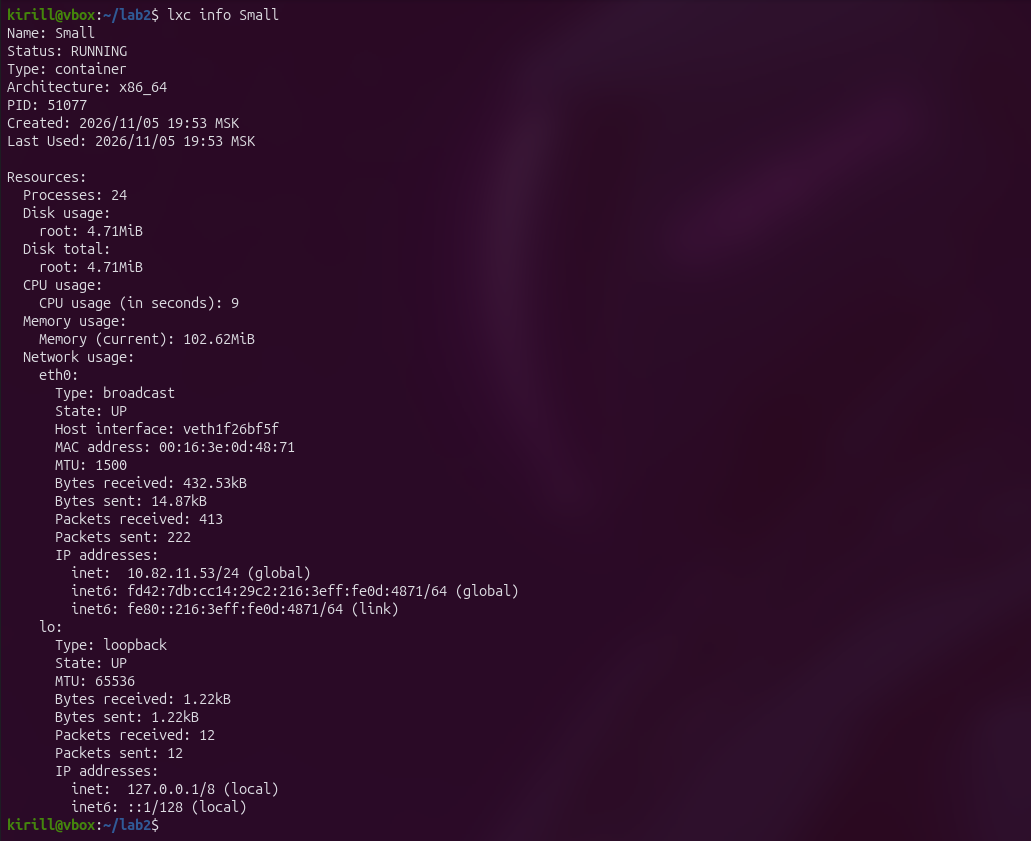 kirill@vbox:~/lab2$ lxc info Small
Name: Small
Status: RUNNING
Type: container
Architecture: x86_64
PID: 51077
Created: 2026/11/05 19:53 MSK
Last Used: 2026/11/05 19:53 MSK

Resources:
  Processes: 24
  Disk usage:
    root: 4.71MiB
  Disk total:
    root: 4.71MiB
  CPU usage:
    CPU usage (in seconds): 9
  Memory usage:
    Memory (current): 102.62MiB
  Network usage:
    eth0:
      Type: broadcast
      State: UP
      Host interface: veth1f26bf5f
      MAC address: 00:16:3e:0d:48:71
      MTU: 1500
      Bytes received: 432.53kB
      Bytes sent: 14.87kB
      Packets received: 413
      Packets sent: 222
      IP addresses:
        inet:  10.82.11.53/24 (global)
        inet6: fd42:7db:cc14:29c2:216:3eff:fe0d:4871/64 (global)
        inet6: fe80::216:3eff:fe0d:4871/64 (link)
    lo:
      Type: loopback
      State: UP
      MTU: 65536
      Bytes received: 1.22kB
      Bytes sent: 1.22kB
      Packets received: 12
      Packets sent: 12
      IP addresses:
        inet:  127.0.0.1/8 (local)
        inet6: ::1/128 (local)
kirill@vbox:~/lab2$